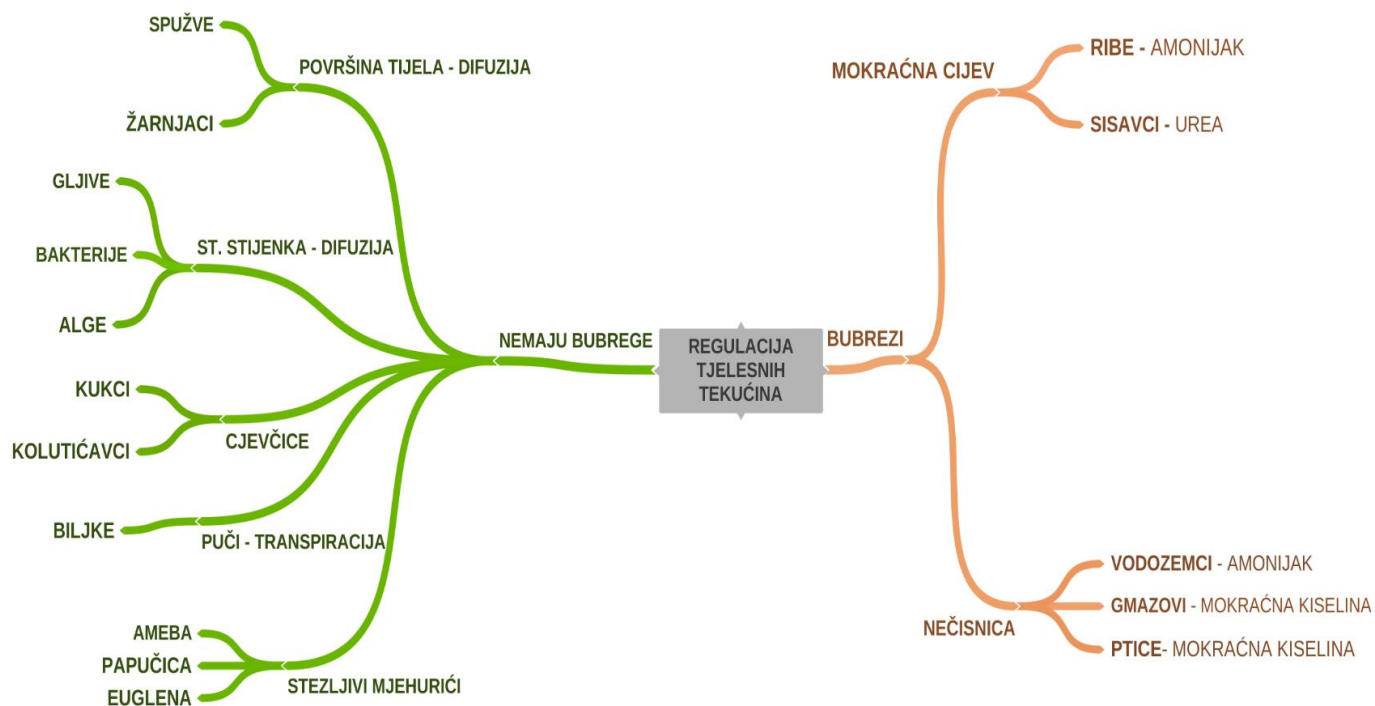 SPUŽVE
POVRŠINA TIJELA - DIFUZIJA
ŽARNJACI
GLJIVE
BAKTERIJE
ST. STIJENKA - DIFUZIJA
ALGE
NEMAJU BUBREGE
KUKCI
CJEVČICE
KOLUTIĆAVCI
BILJKE
PUČI - TRANSPIRACIJA
AMEBA
PAPUČICA
EUGLENA
STEZLJIVI MJEHURIĆI
REGULACIJA
TJELESNIH
TEKUĆINA
BUBREZI
MOKRAĆNA CIJEV
RIBE - AMONIJAK
SISAVCI - UREA
NEČISNICA
VODOZEMCI - AMONIJAK
GMAZOVI - MOKRAĆNA KISELINA
PTICE- MOKRAĆNA KISELINA